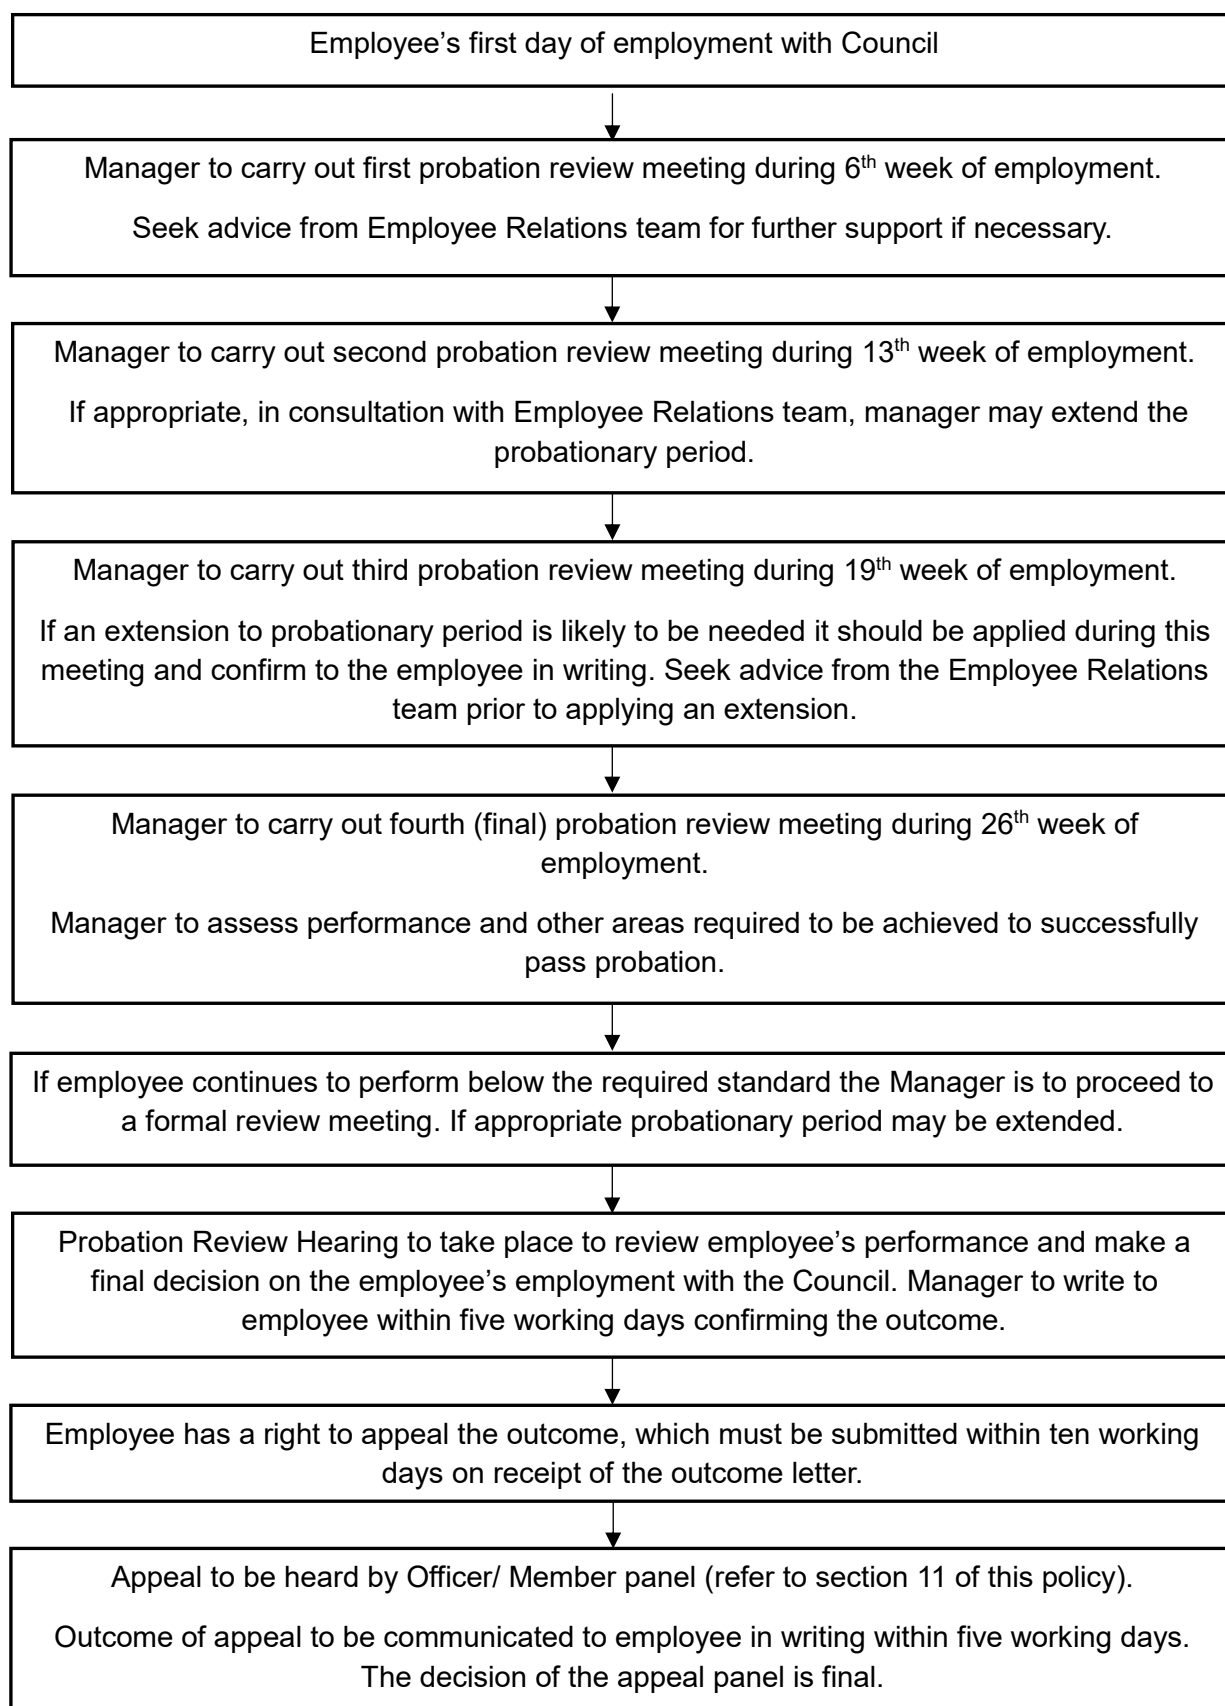 Employee’s first day of employment with Council
Manager to carry out first probation review meeting during 6th week of employment.
Seek advice from Employee Relations team for further support if necessary.
Manager to carry out second probation review meeting during 13th week of employment.
If appropriate, in consultation with Employee Relations team, manager may extend the
probationary period.
Manager to carry out third probation review meeting during 19th week of employment.
If an extension to probationary period is likely to be needed it should be applied during this
meeting and confirm to the employee in writing. Seek advice from the Employee Relations
team prior to applying an extension.
Manager to carry out fourth (final) probation review meeting during 26th week of
employment.
Manager to assess performance and other areas required to be achieved to successfully
pass probation.
If employee continues to perform below the required standard the Manager is to proceed to
a formal review meeting. If appropriate probationary period may be extended.
Probation Review Hearing to take place to review employee’s performance and make a
final decision on the employee’s employment with the Council. Manager to write to
employee within five working days confirming the outcome.
Employee has a right to appeal the outcome, which must be submitted within ten working
days on receipt of the outcome letter.
Appeal to be heard by Officer/ Member panel (refer to section 11 of this policy).
Outcome of appeal to be communicated to employee in writing within five working days.
The decision of the appeal panel is final.